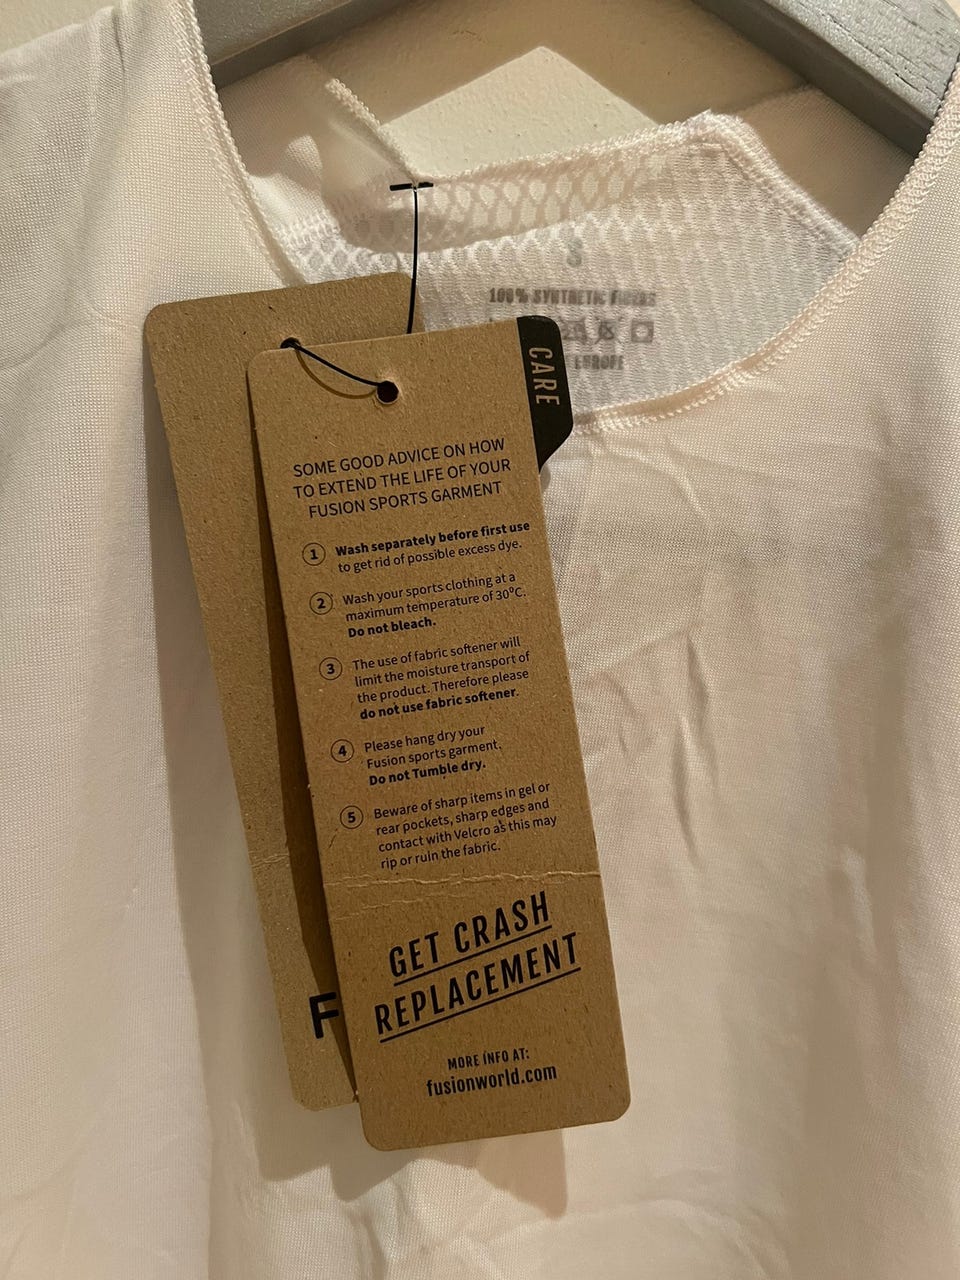 S
100% SYNTHETIC FIBERS
EUROPE
CARE
SOME GOOD ADVICE ON HOW
TO EXTEND THE LIFE OF YOUR
FUSION SPORTS GARMENT
1 Wash separately before first use
to get rid of possible excess dye.
2 Wash your sports clothing at a
maximum temperature of 30°C.
Do not bleach.
3 The use of fabric softener will
limit the moisture transport of
the product. Therefore please
do not use fabric softener.
4 Please hang dry your
Fusion sports garment.
Do not Tumble dry.
5 Beware of sharp items in gel or
rear pockets, sharp edges and
contact with Velcro as this may
rip or ruin the fabric.
GET CRASH
REPLACEMENT
MORE INFO AT:
fusionworld.com
F